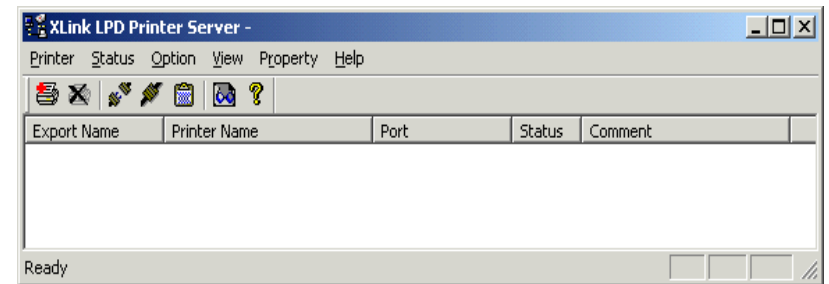 XLink LPD Printer Server -
Printer Status Option View Property Help
Export Name Printer Name Port Status Comment
Ready